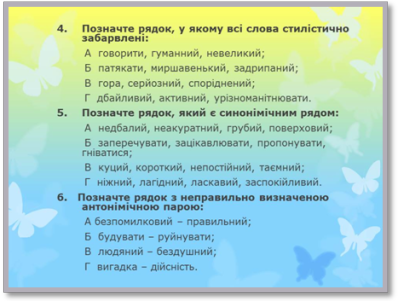 4. Позначте рядок, у якому всі слова стилістично
забарвлені:
А говорити, гуманний, невеликий;
Б патякати, миршавенький, задрипаний;
В гора, серйозний, споріднений;
Г дбайливий, активний, урізноманітнювати.
5. Позначте рядок, який є синонімічним рядом:
А недбалий, неакуратний, грубий, поверховий;
Б заперечувати, зацікавлювати, пропонувати,
гніватися;
В куций, короткий, непостійний, таємний;
Г ніжний, лагідний, ласкавий, заспокійливий.
6. Позначте рядок з неправильно визначеною
антонімічною парою:
А безпомилковий – правильний;
Б будувати – руйнувати;
В людяний – бездушний;
Г вигадка – дійсність.